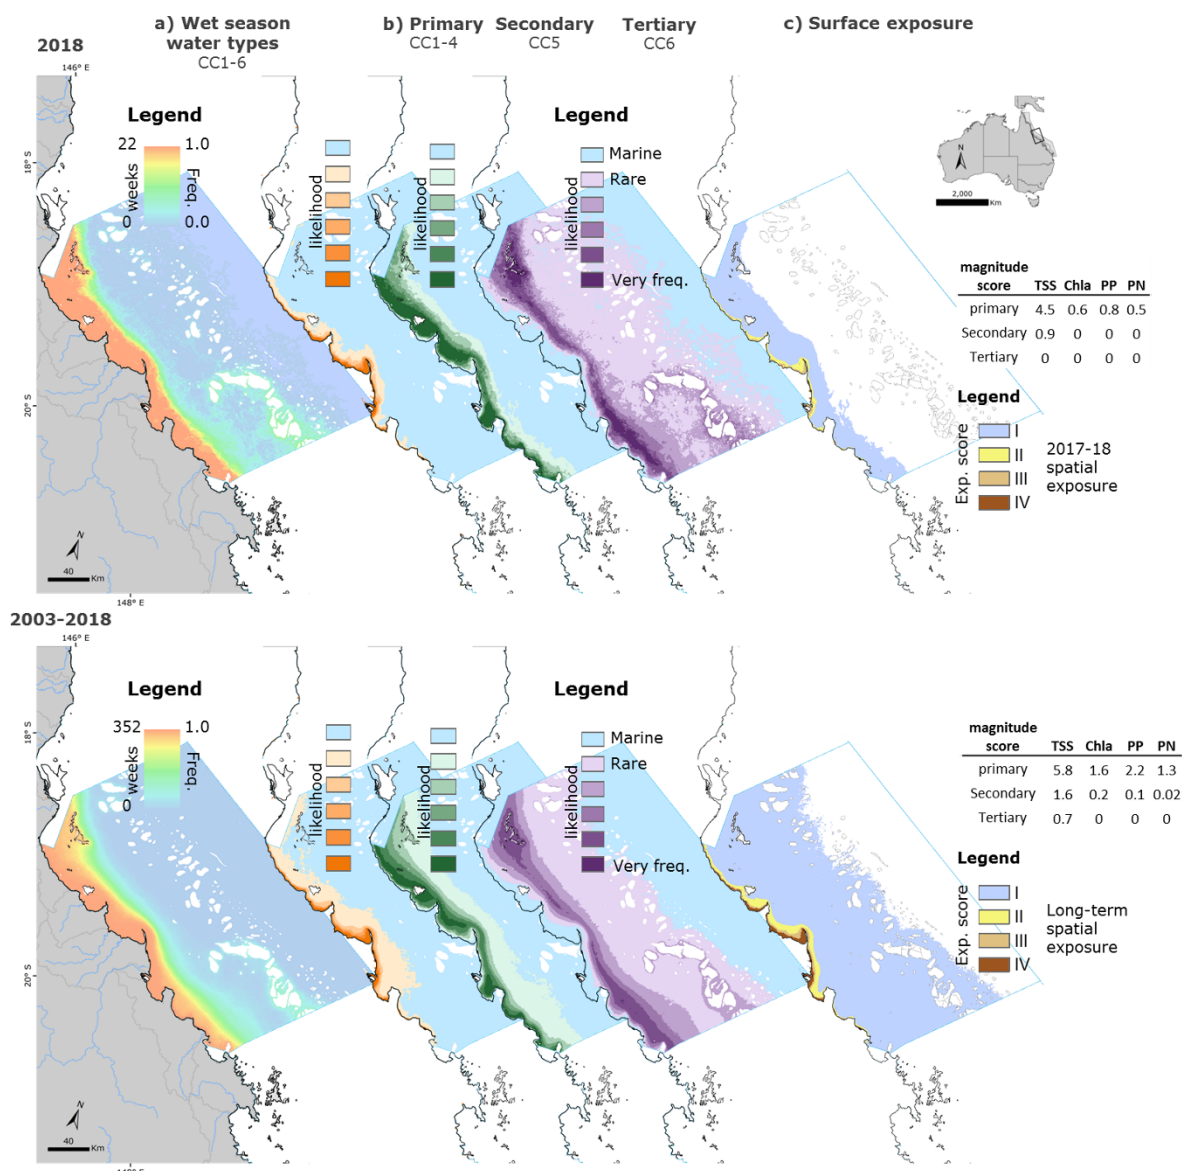 a) Wet season
water types
CC1-6
b) Primary
CC1-4
Secondary
CC5
Tertiary
CC6
c) Surface exposure
2018
146° E
18° S
20° S
148° E
Legend
22
1.0
weeks
Freq.
0
0.0
likelihood
likelihood
Legend
likelihood
Marine
Rare
Very freq.
N
2,000
Km
magnitude
score TSS Chla PP PN
primary 4.5 0.6 0.8 0.5
Secondary 0.9 0 0 0
Tertiary 0 0 0 0
Legend
Exp. score
I
II
III
IV
2017-18
spatial
exposure
N
40
Km
2003-2018
146° E
18° S
20° S
Legend
352
1.0
weeks
Freq.
0
likelihood
likelihood
Legend
likelihood
Marine
Rare
Very freq.
magnitude
score TSS Chla PP PN
primary 5.8 1.6 2.2 1.3
Secondary 1.6 0.2 0.1 0.02
Tertiary 0.7 0 0 0
Legend
Exp. score
I
II
III
IV
Long-term
spatial
exposure
N
40
Km